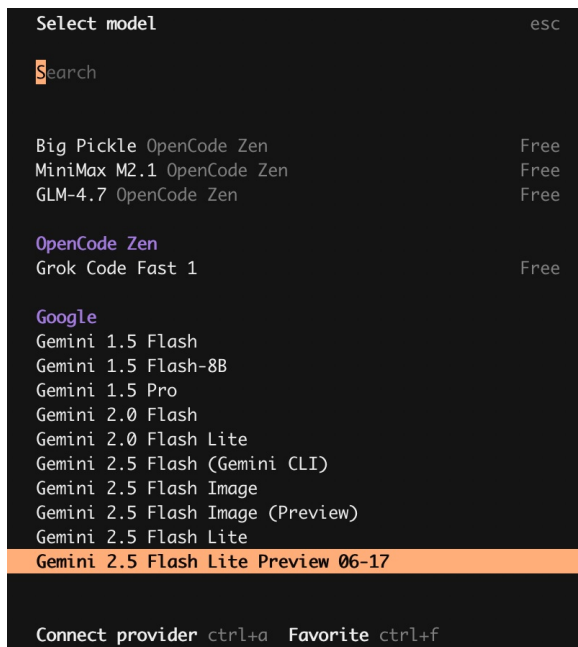 Select model esc
Search
Big Pickle OpenCode Zen Free
MiniMax M2.1 OpenCode Zen Free
GLM-4.7 OpenCode Zen Free
OpenCode Zen
Grok Code Fast 1 Free
Google
Gemini 1.5 Flash
Gemini 1.5 Flash-8B
Gemini 1.5 Pro
Gemini 2.0 Flash
Gemini 2.0 Flash Lite
Gemini 2.5 Flash (Gemini CLI)
Gemini 2.5 Flash Image
Gemini 2.5 Flash Image (Preview)
Gemini 2.5 Flash Lite
Gemini 2.5 Flash Lite Preview 06-17
Connect provider ctrl+a Favorite ctrl+f